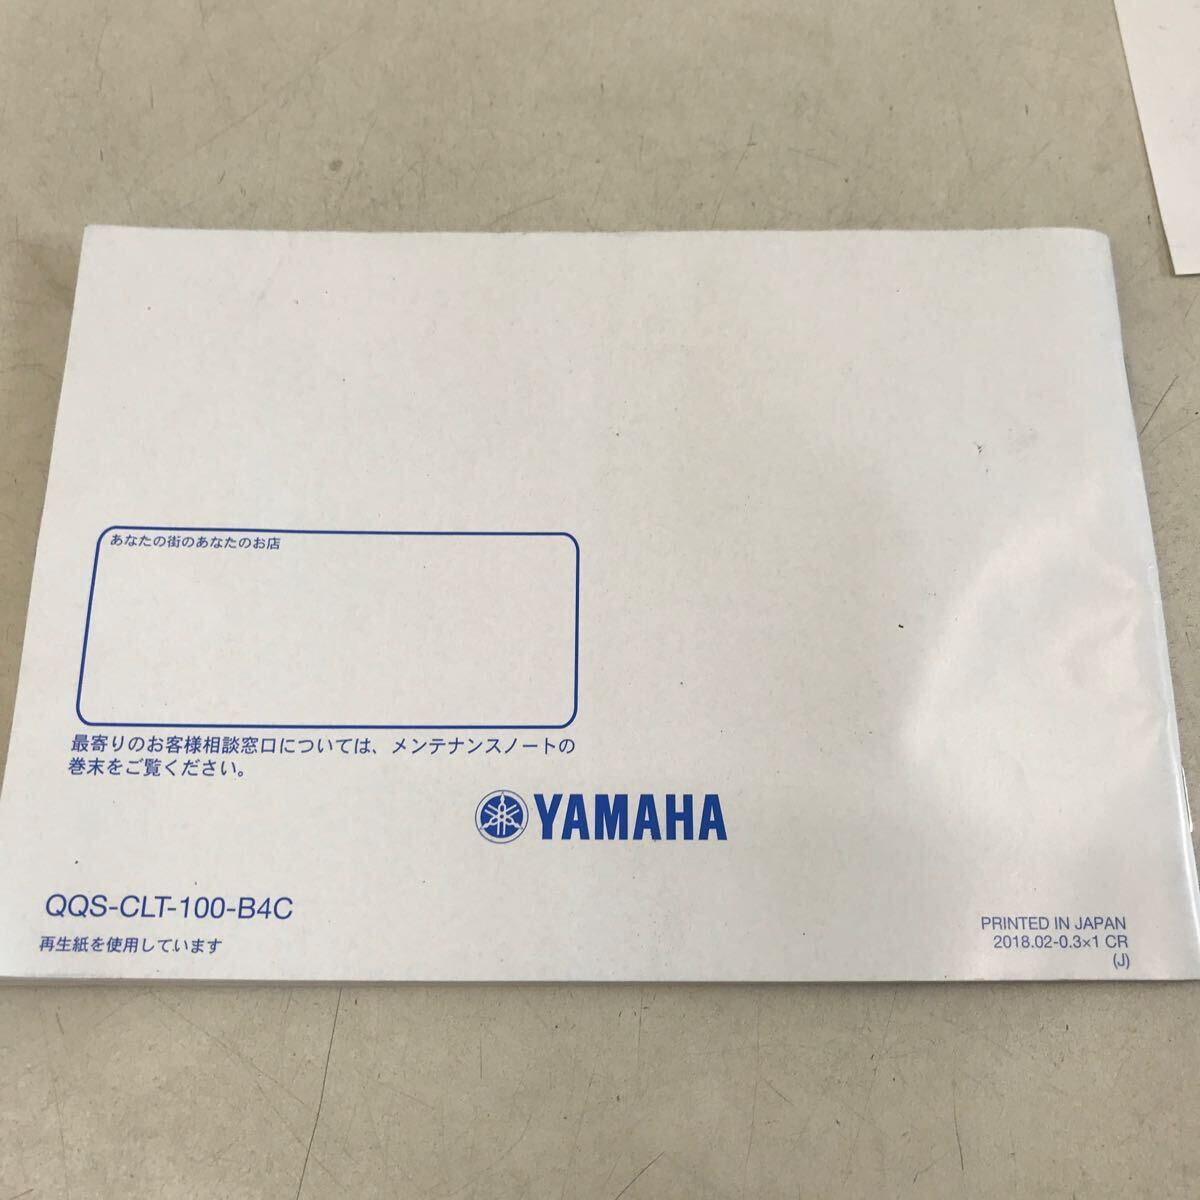 あなたの街のあなたのお店
最寄りのお客様相談窓口については、メンテナンスノートの
巻末をご覧ください。
YAMAHA
QQS-CLT-100-B4C
再生紙を使用しています
PRINTED IN JAPAN
2018.02-0.3×1 CR
(J)